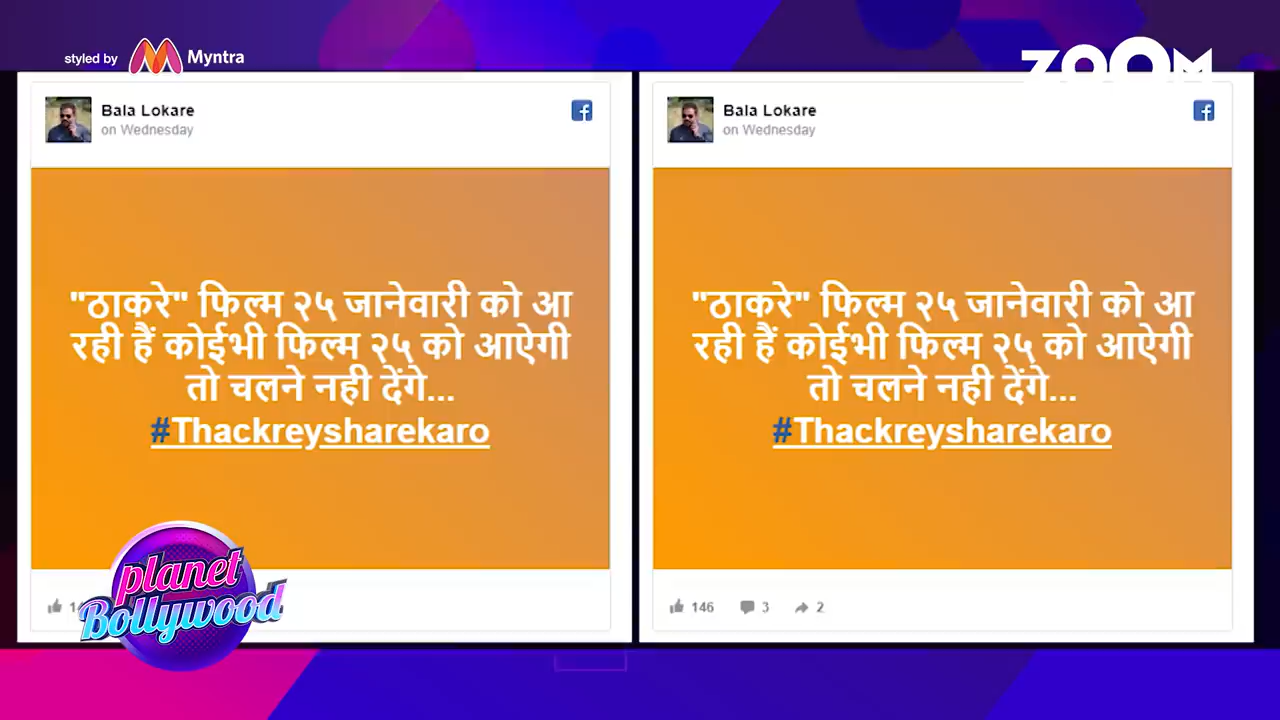 styled by Myntra
ZOOM
Bala Lokare
on Wednesday
"ठाकरे" फिल्म २५ जानेवारी को आ
रही हैं कोईभी फिल्म २५ को आऐगी
तो चलने नही देंगे...
#Thackreysharekaro
Bala Lokare
on Wednesday
"ठाकरे" फिल्म २५ जानेवारी को आ
रही हैं कोईभी फिल्म २५ को आऐगी
तो चलने नही देंगे...
#Thackreysharekaro
146 3 2
planet
Bollywood